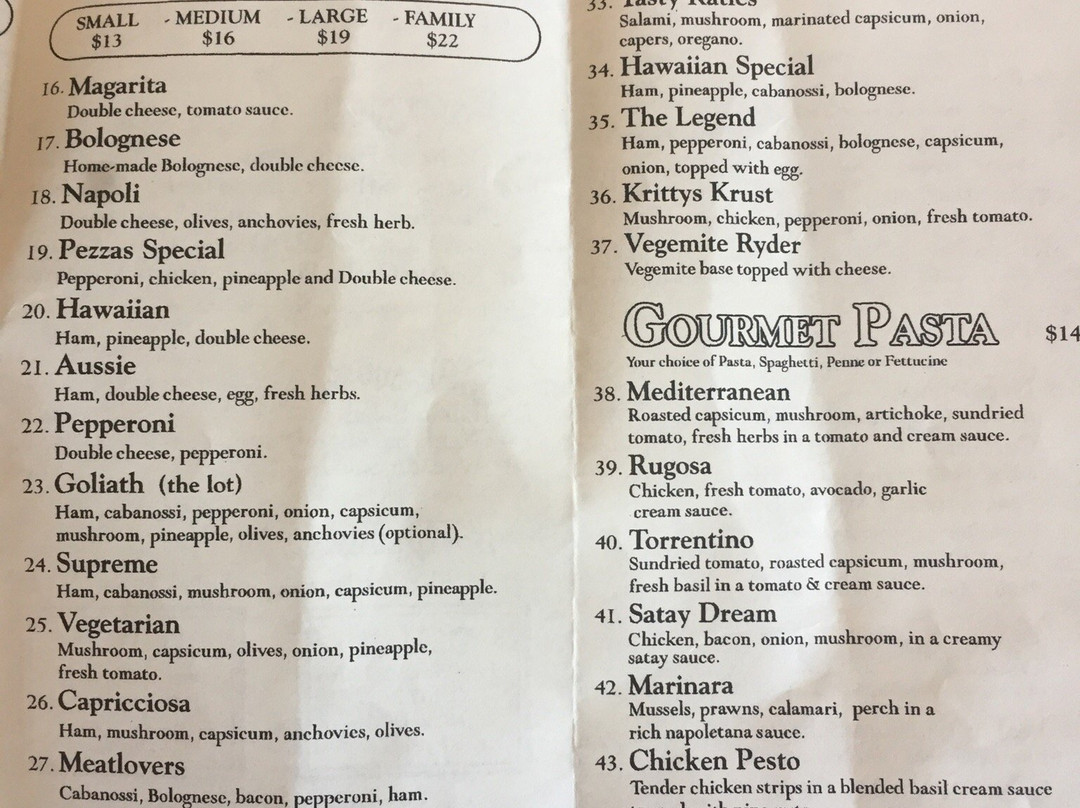 SMALL - MEDIUM - LARGE - FAMILY
$13 $16 $19 $22
16. Magarita
Double cheese, tomato sauce.
17. Bolognese
Home-made Bolognese, double cheese.
18. Napoli
Double cheese, olives, anchovies, fresh herb.
19. Pezzas Special
Pepperoni, chicken, pineapple and Double cheese.
20. Hawaiian
Ham, pineapple, double cheese.
21. Aussie
Ham, double cheese, egg, fresh herbs.
22. Pepperoni
Double cheese, pepperoni.
23. Goliath (the lot)
Ham, cabanossi, pepperoni, onion, capsicum,
mushroom, pineapple, olives, anchovies (optional).
24. Supreme
Ham, cabanossi, mushroom, onion, capsicum, pineapple.
25. Vegetarian
Mushroom, capsicum, olives, onion, pineapple,
fresh tomato.
26. Capricciosa
Ham, mushroom, capsicum, anchovies, olives.
27. Meatlovers
Cabanossi, Bolognese, bacon, pepperoni, ham.
33. Tasty
Salami, mushroom, marinated capsicum, onion,
capers, oregano.
34. Hawaiian Special
Ham, pineapple, cabanossi, bolognese.
35. The Legend
Ham, pepperoni, cabanossi, bolognese, capsicum,
onion, topped with egg.
36. Krittys Krust
Mushroom, chicken, pepperoni, onion, fresh tomato.
37. Vegemite Ryder
Vegemite base topped with cheese.
GOURMET PASTA $14
Your choice of Pasta, Spaghetti, Penne or Fettucine
38. Mediterranean
Roasted capsicum, mushroom, artichoke, sundried
tomato, fresh herbs in a tomato and cream sauce.
39. Rugosa
Chicken, fresh tomato, avocado, garlic
cream sauce.
40. Torrentino
Sundried tomato, roasted capsicum, mushroom,
fresh basil in a tomato & cream sauce.
41. Satay Dream
Chicken, bacon, onion, mushroom, in a creamy
satay sauce.
42. Marinara
Mussels, prawns, calamari, perch in a
rich napoletana sauce.
43. Chicken Pesto
Tender chicken strips in a blended basil cream sauce